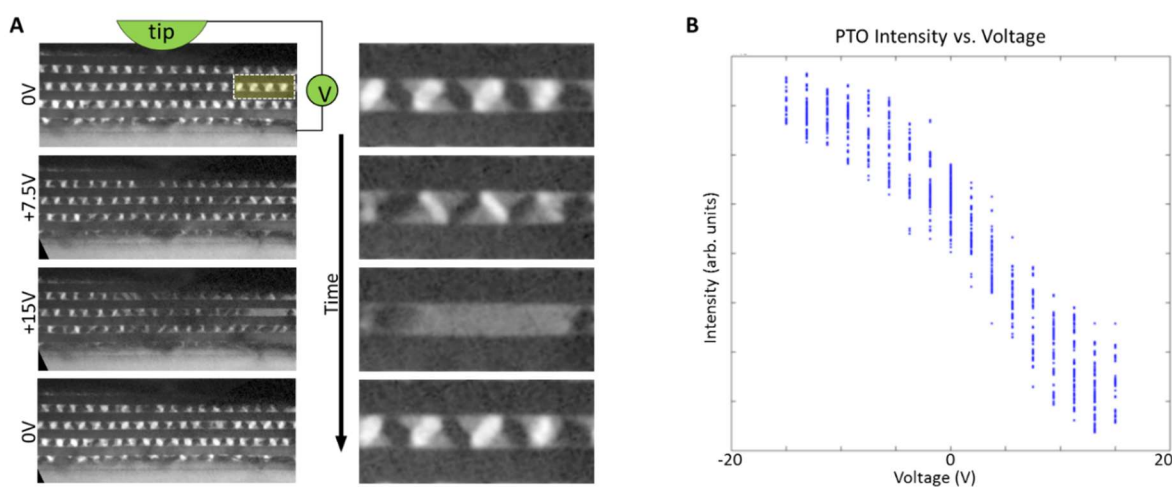 A
tip
V
0V
+7.5V
+15V
0V
Time
B
PTO Intensity vs. Voltage
Intensity (arb. units)
-20
0
20
Voltage (V)